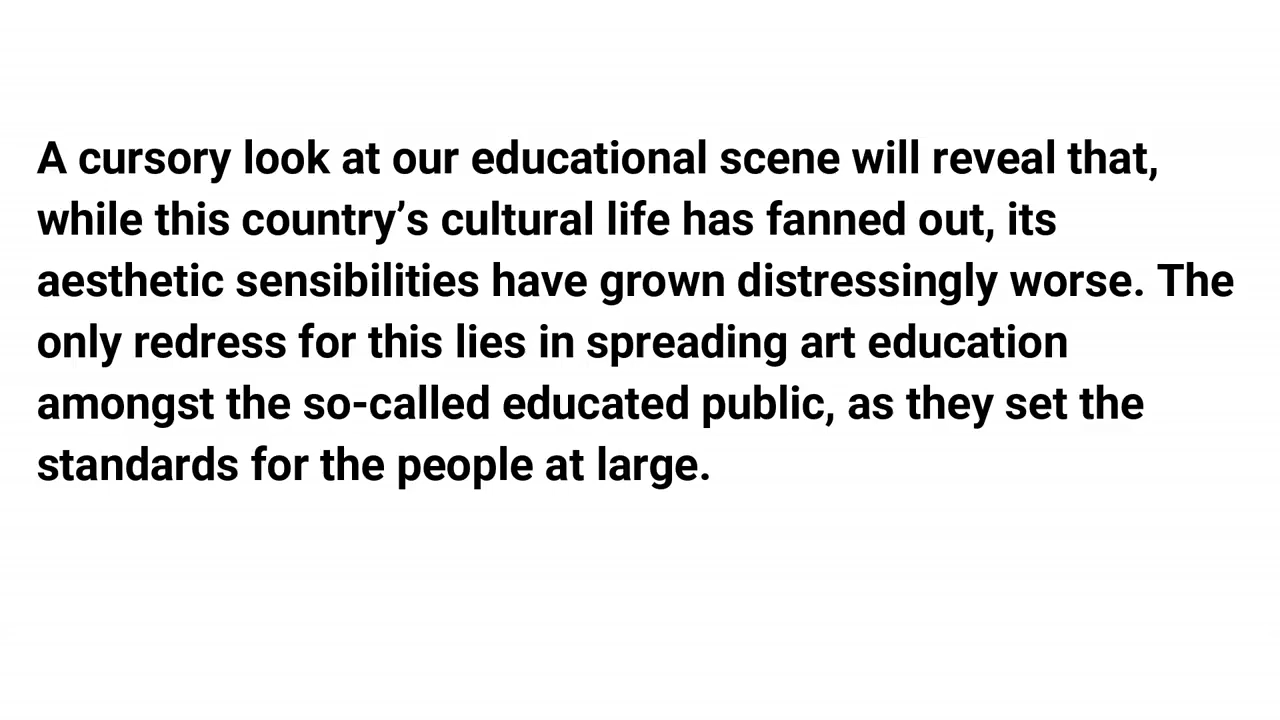 A cursory look at our educational scene will reveal that,
while this country’s cultural life has fanned out, its
aesthetic sensibilities have grown distressingly worse. The
only redress for this lies in spreading art education
amongst the so-called educated public, as they set the
standards for the people at large.